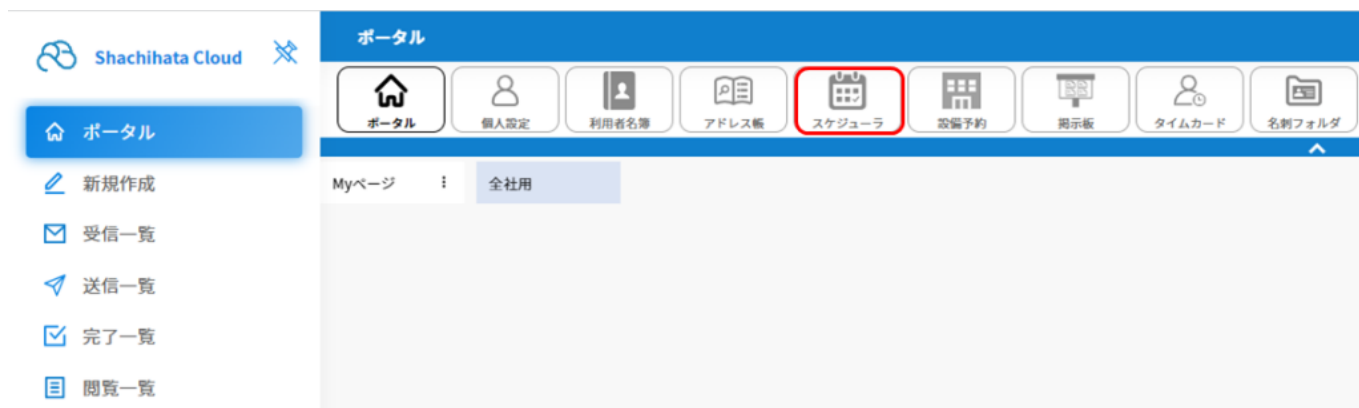 Shachihata Cloud
ポータル
新規作成
受信一覧
送信一覧
完了一覧
閲覧一覧
ポータル
ポータル
個人設定
利用者名簿
アドレス帳
スケジューラ
設備予約
掲示板
タイムカード
名刺フォルダ
Myページ
全社用